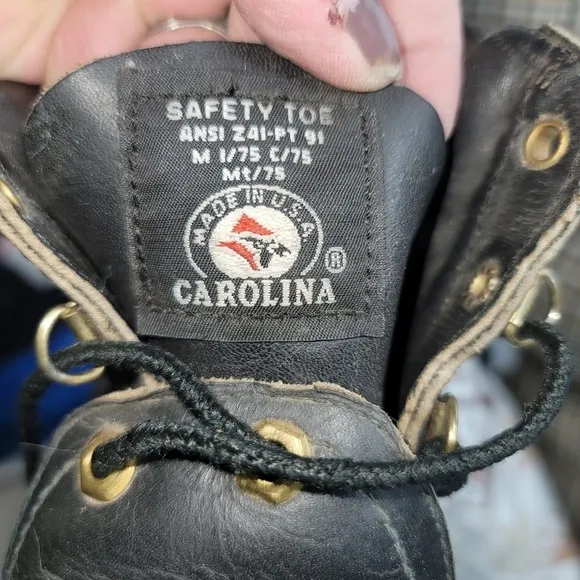 SAFETY TOE
ANSI Z41-PT 91
M I/75 C/75
Mt/75
MADE IN U.S.A.
CAROLINA ®